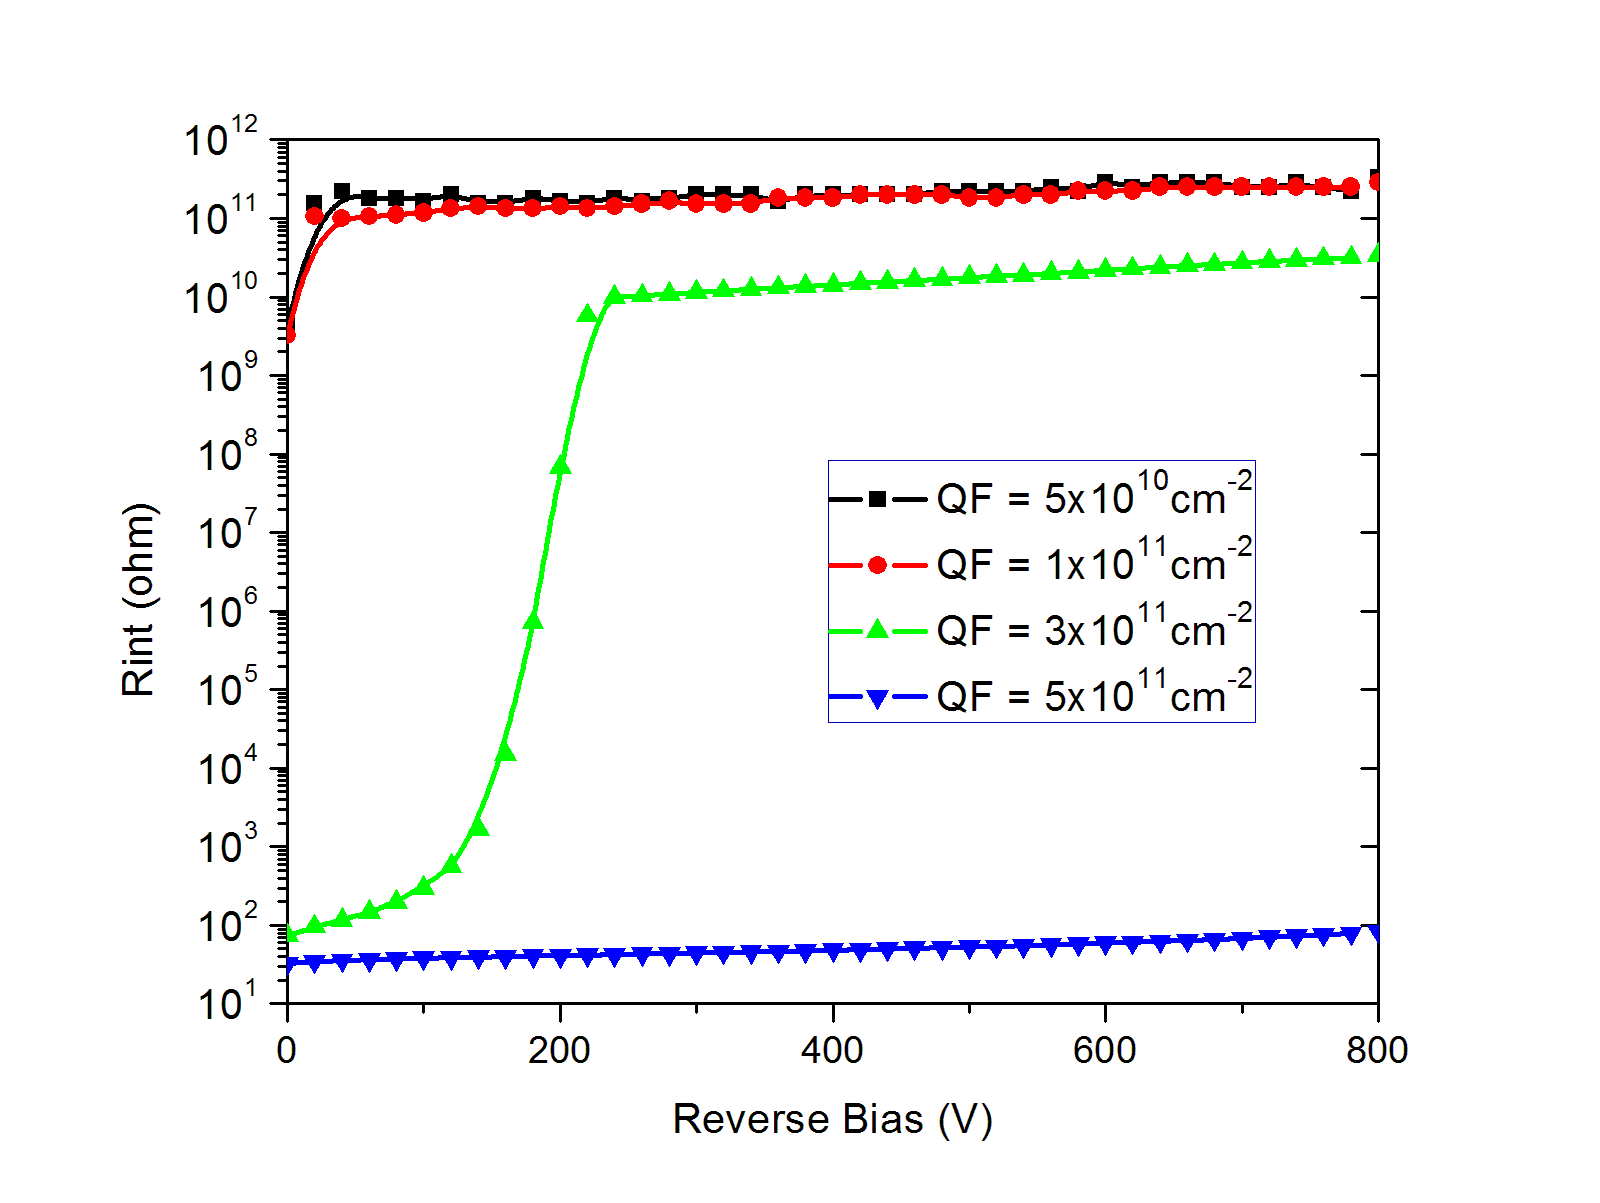 10^12
10^11
10^10
10^9
10^8
10^7
10^6
10^5
10^4
10^3
10^2
10^1
Rint (ohm)
QF = 5x10^10cm^-2
QF = 1x10^11cm^-2
QF = 3x10^11cm^-2
QF = 5x10^11cm^-2
0 200 400 600 800
Reverse Bias (V)